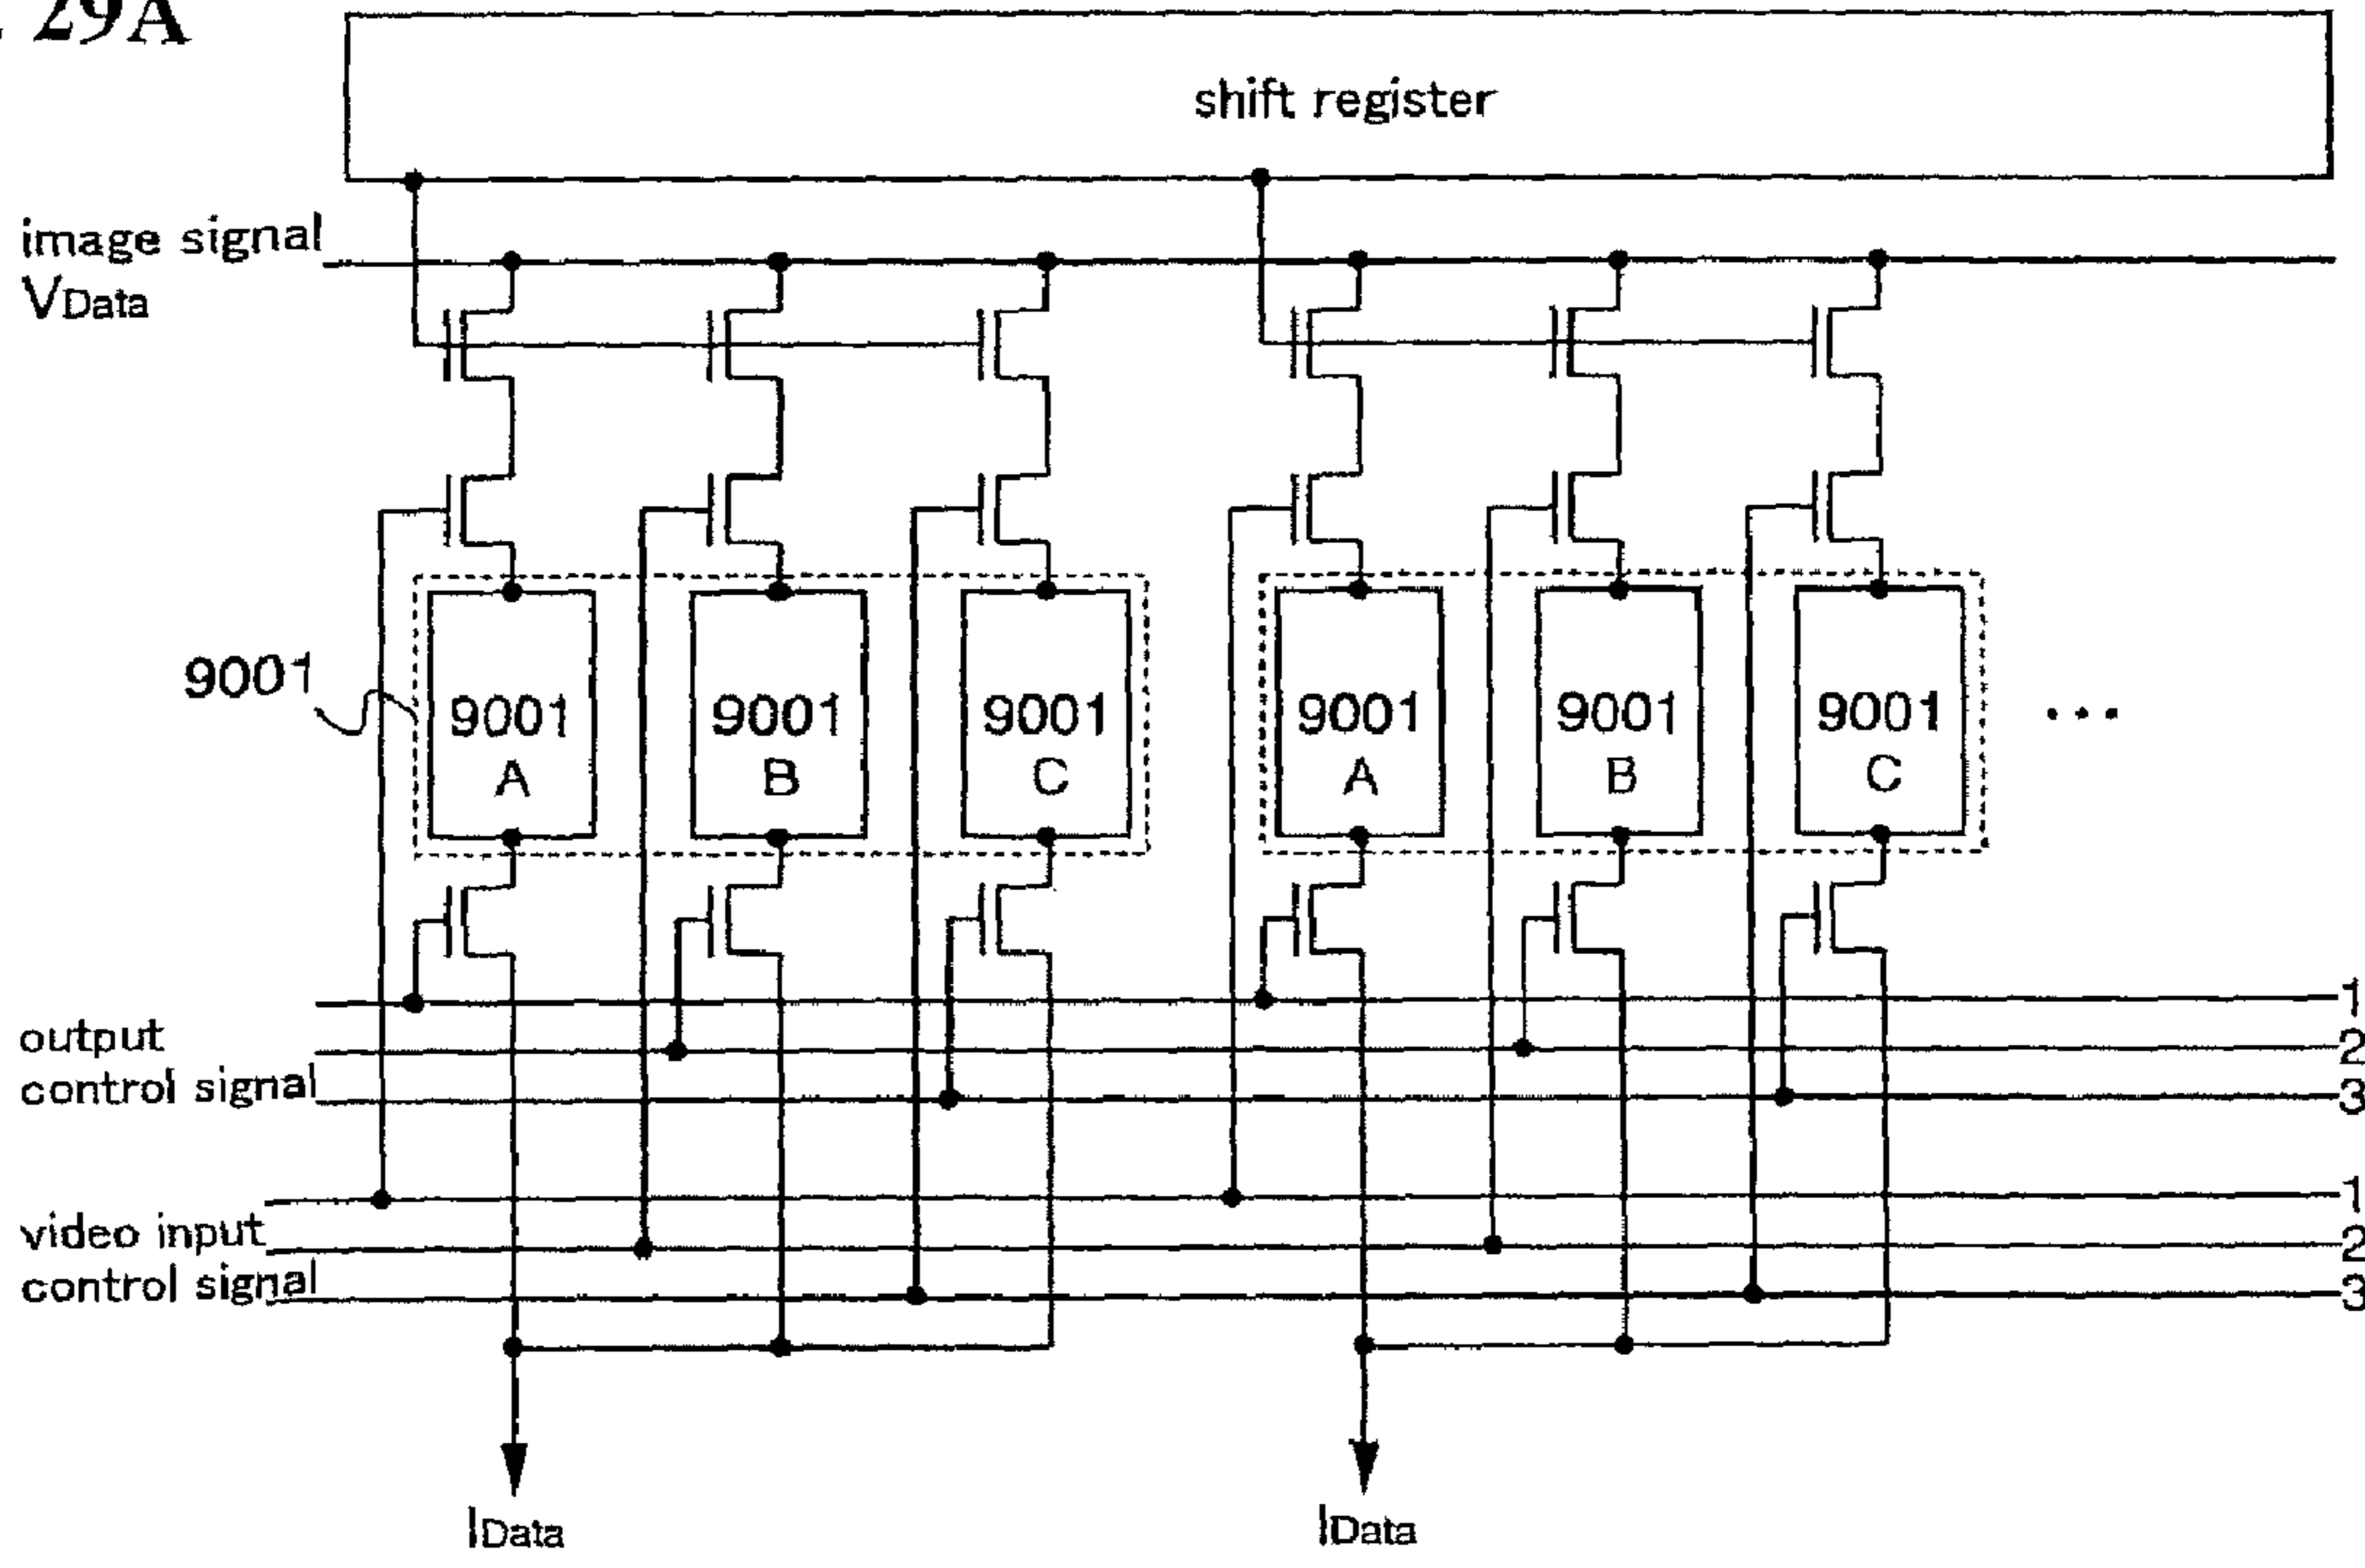 29A
shift register
image signal
VData
9001
9001
A
9001
B
9001
C
9001
A
9001
B
9001
C
...
output
control signal
1
2
3
video input
control signal
1
2
3
IData
IData